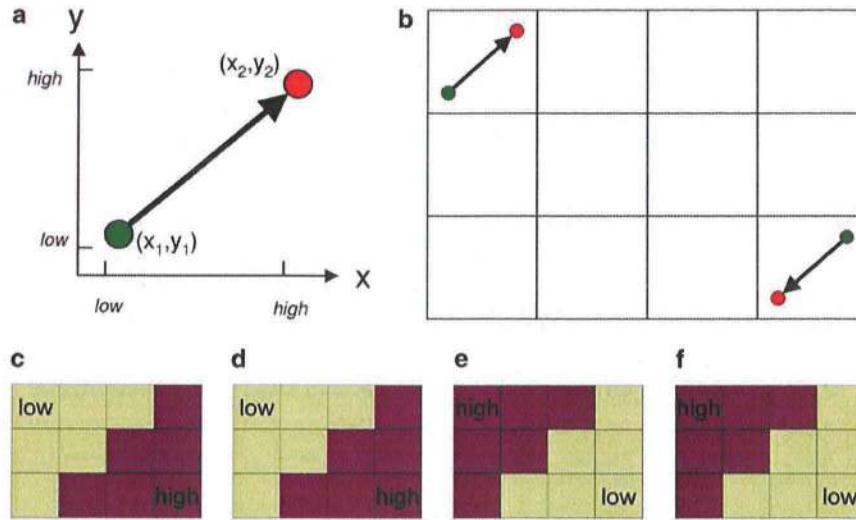 a
y
high
(x₂,y₂)
low
(x₁,y₁)
x
low
high
b
c
d
e
f
low
high
low
high
high
low
high
low